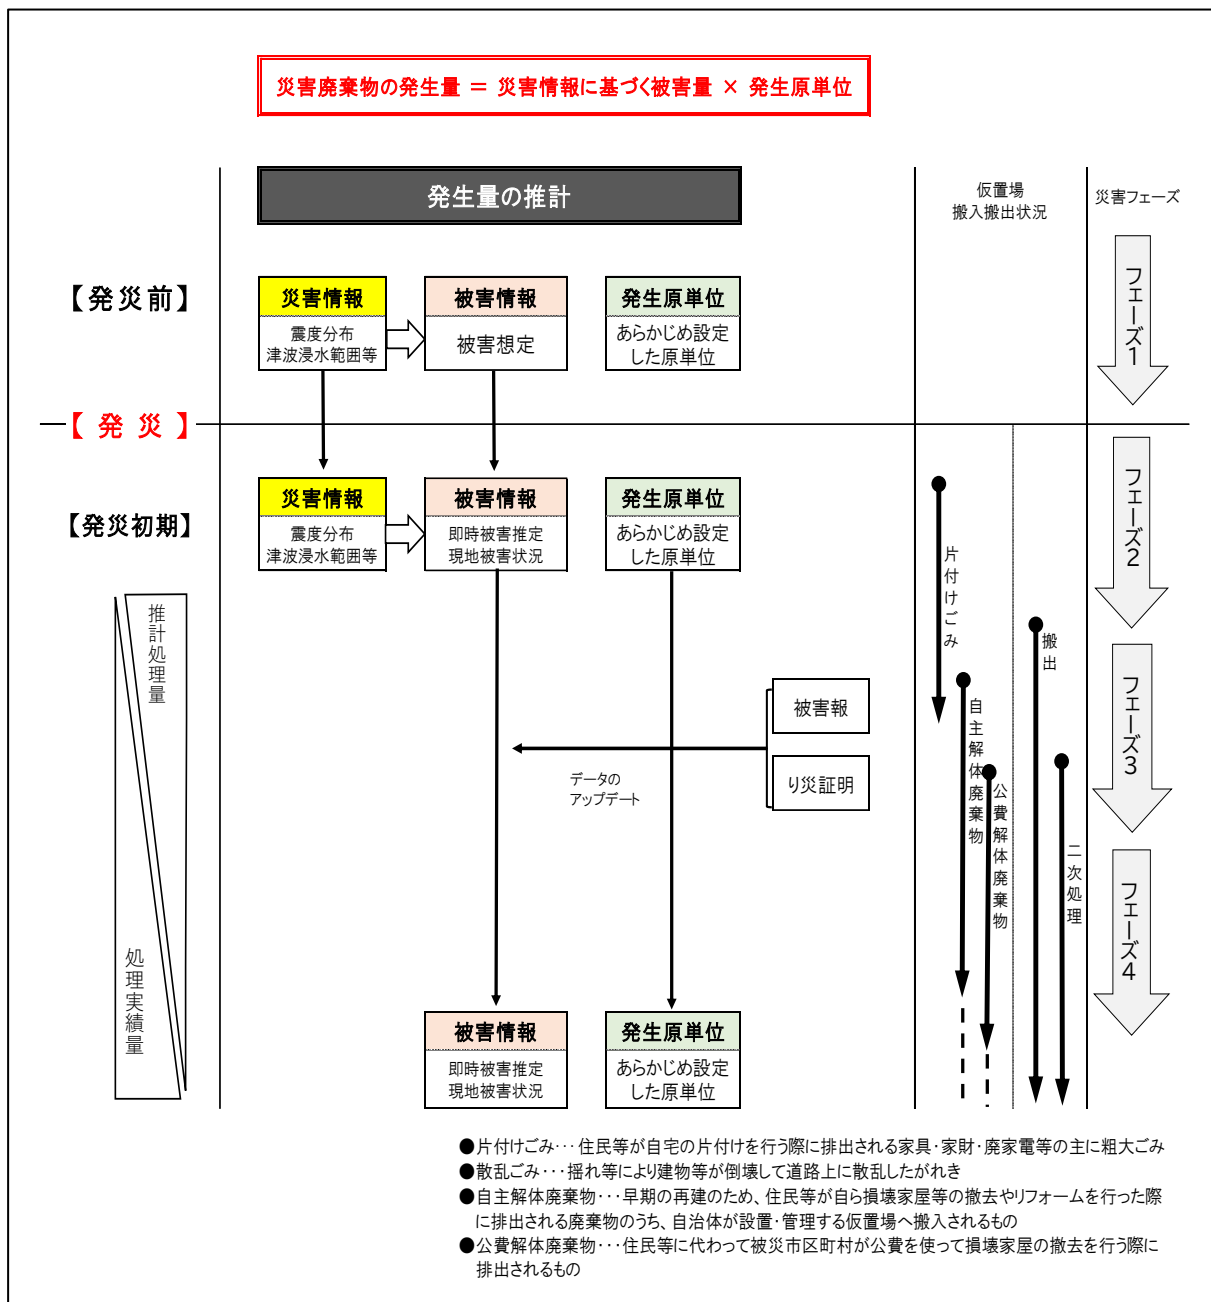 災害廃棄物の発生量 ＝ 災害情報に基づく被害量 × 発生原単位
発生量の推計
仮置場
搬入搬出状況
災害フェーズ
【発災前】
災害情報
震度分布
津波浸水範囲等
被害情報
被害想定
発生原単位
あらかじめ設定
した原単位
フェーズ1
【 発 災 】
【発災初期】
災害情報
震度分布
津波浸水範囲等
被害情報
即時被害推定
現地被害状況
発生原単位
あらかじめ設定
した原単位
片付けごみ
フェーズ2
推計処理量
処理実績量
搬出
被害報
り災証明
データの
アップデート
自主解体廃棄物
公費解体廃棄物
二次処理
フェーズ3
フェーズ4
被害情報
即時被害推定
現地被害状況
発生原単位
あらかじめ設定
した原単位
●片付けごみ･･･住民等が自宅の片付けを行う際に排出される家具･家財･廃家電等の主に粗大ごみ
●散乱ごみ･･･揺れ等により建物等が倒壊して道路上に散乱したがれき
●自主解体廃棄物･･･早期の再建のため、住民等が自ら損壊家屋等の撤去やリフォームを行った際
に排出される廃棄物のうち、自治体が設置･管理する仮置場へ搬入されるもの
●公費解体廃棄物･･･住民等に代わって被災市区町村が公費を使って損壊家屋の撤去を行う際に
排出されるもの